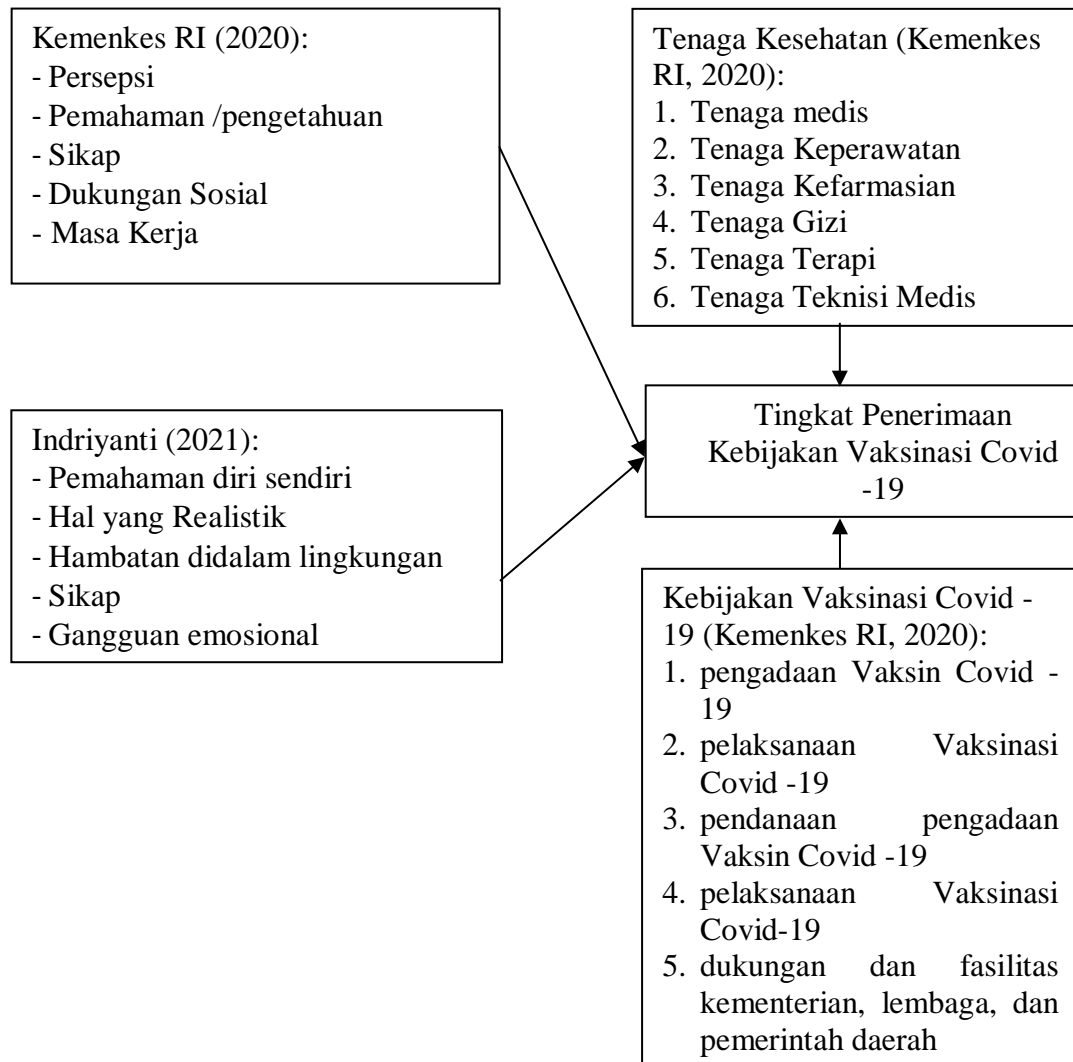 Kemenkes RI (2020):
- Persepsi
- Pemahaman /pengetahuan
- Sikap
- Dukungan Sosial
- Masa Kerja
Tenaga Kesehatan (Kemenkes
RI, 2020):
1. Tenaga medis
2. Tenaga Keperawatan
3. Tenaga Kefarmasian
4. Tenaga Gizi
5. Tenaga Terapi
6. Tenaga Teknisi Medis
Tingkat Penerimaan
Kebijakan Vaksinasi Covid
-19
Indriyanti (2021):
- Pemahaman diri sendiri
- Hal yang Realistik
- Hambatan didalam lingkungan
- Sikap
- Gangguan emosional
Kebijakan Vaksinasi Covid -
19 (Kemenkes RI, 2020):
1. pengadaan Vaksin Covid -
19
2. pelaksanaan Vaksinasi
Covid -19
3. pendanaan pengadaan
Vaksin Covid -19
4. pelaksanaan Vaksinasi
Covid-19
5. dukungan dan fasilitas
kementerian, lembaga, dan
pemerintah daerah